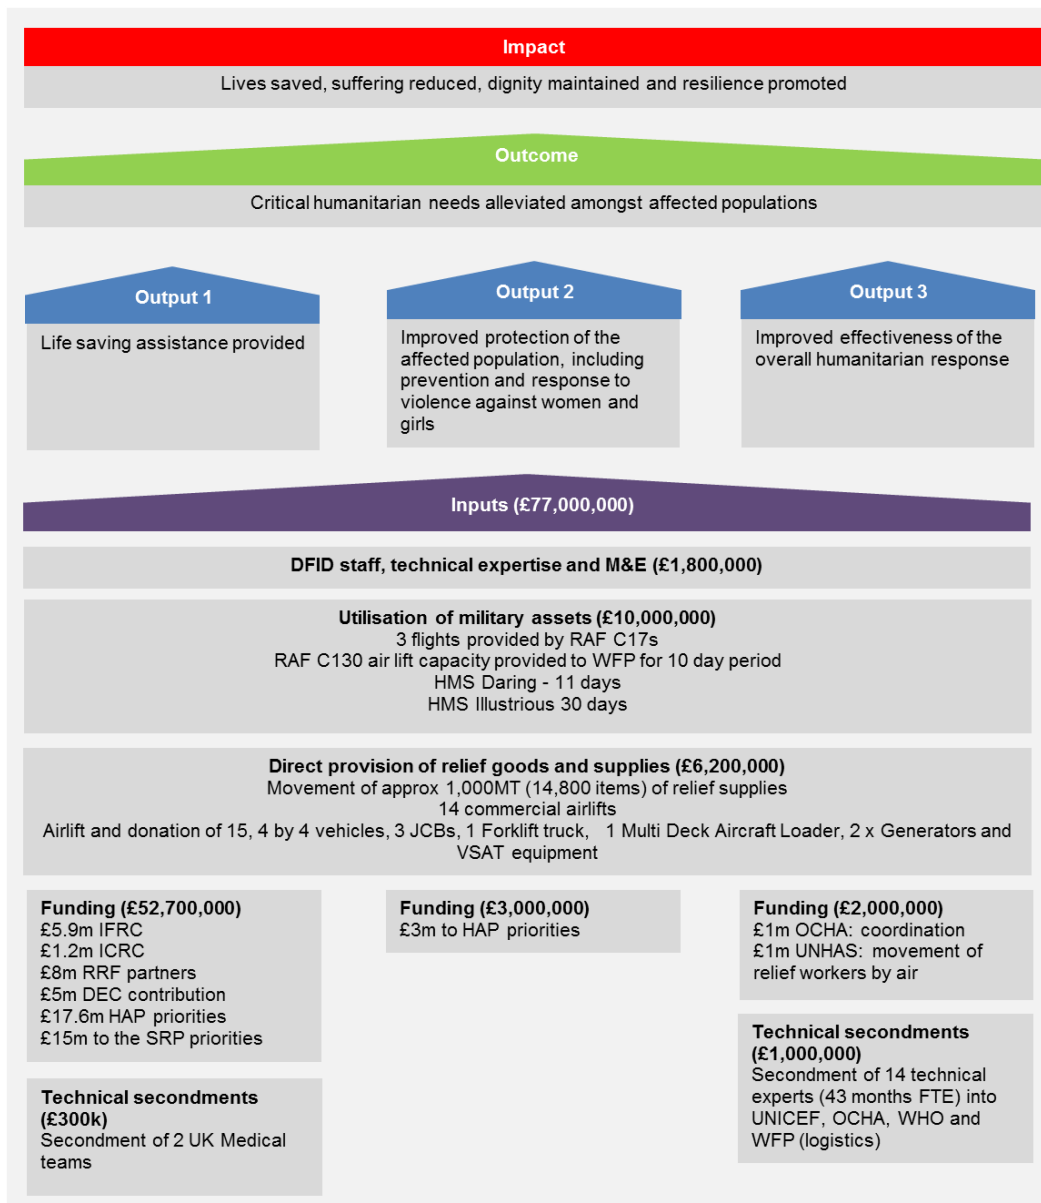 Impact
Lives saved, suffering reduced, dignity maintained and resilience promoted
Outcome
Critical humanitarian needs alleviated amongst affected populations
Output 1
Life saving assistance provided
Output 2
Improved protection of the
affected population, including
prevention and response to
violence against women and
girls
Output 3
Improved effectiveness of the
overall humanitarian response
Inputs (£77,000,000)
DFID staff, technical expertise and M&E (£1,800,000)
Utilisation of military assets (£10,000,000)
3 flights provided by RAF C17s
RAF C130 air lift capacity provided to WFP for 10 day period
HMS Daring - 11 days
HMS Illustrious 30 days
Direct provision of relief goods and supplies (£6,200,000)
Movement of approx 1,000MT (14,800 items) of relief supplies
14 commercial airlifts
Airlift and donation of 15, 4 by 4 vehicles, 3 JCBs, 1 Forklift truck, 1 Multi Deck Aircraft Loader, 2 x Generators and
VSAT equipment
Funding (£52,700,000)
£5.9m IFRC
£1.2m ICRC
£8m RRF partners
£5m DEC contribution
£17.6m HAP priorities
£15m to the SRP priorities
Technical secondments
(£300k)
Secondment of 2 UK Medical
teams
Funding (£3,000,000)
£3m to HAP priorities
Funding (£2,000,000)
£1m OCHA: coordination
£1m UNHAS: movement of
relief workers by air
Technical secondments
(£1,000,000)
Secondment of 14 technical
experts (43 months FTE) into
UNICEF, OCHA, WHO and
WFP (logistics)